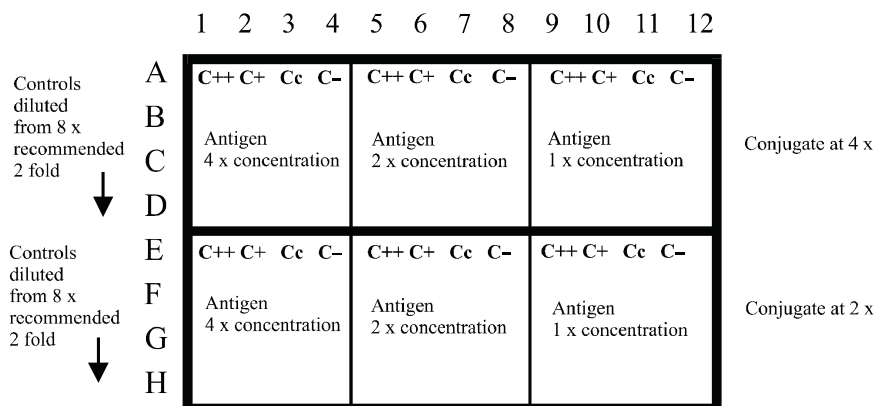 1 2 3 4 5 6 7 8 9 10 11 12
Controls
diluted
from 8 x
recommended
2 fold
A
B
C
D
C++ C+ Cc C–
Antigen
4 x concentration
C++ C+ Cc C–
Antigen
2 x concentration
C++ C+ Cc C–
Antigen
1 x concentration
Conjugate at 4 x
Controls
diluted
from 8 x
recommended
2 fold
E
F
G
H
C++ C+ Cc C–
Antigen
4 x concentration
C++ C+ Cc C–
Antigen
2 x concentration
C++ C+ Cc C–
Antigen
1 x concentration
Conjugate at 2 x